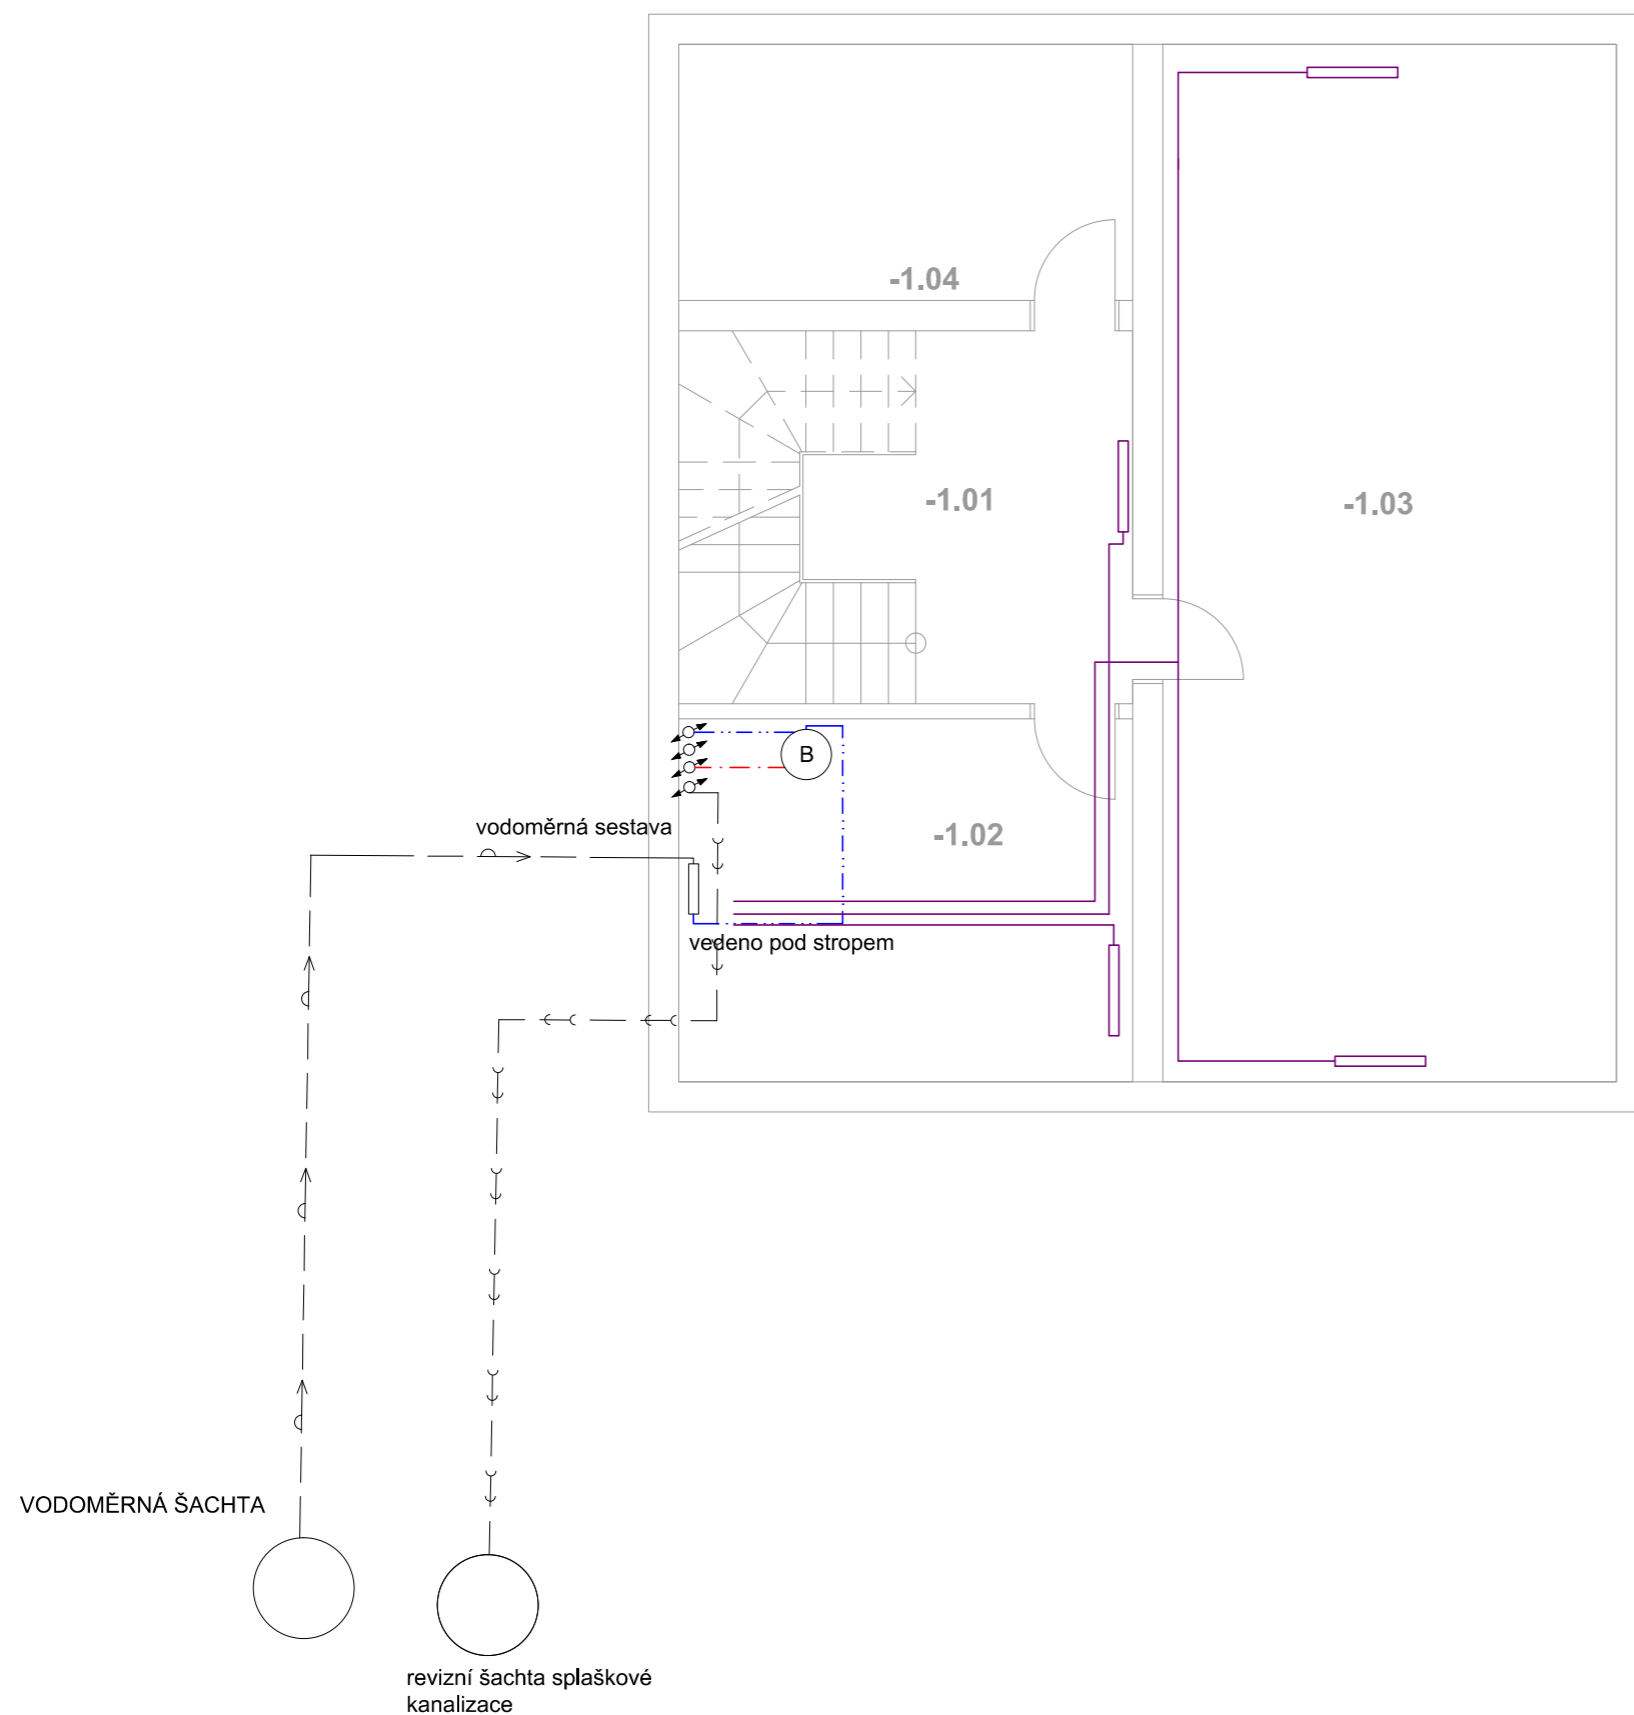 -1.04
-1.01
-1.03
B
vodoměrná sestava
-1.02
vedeno pod stropem
VODOMĚRNÁ ŠACHTA
revizní šachta splaškové
kanalizace